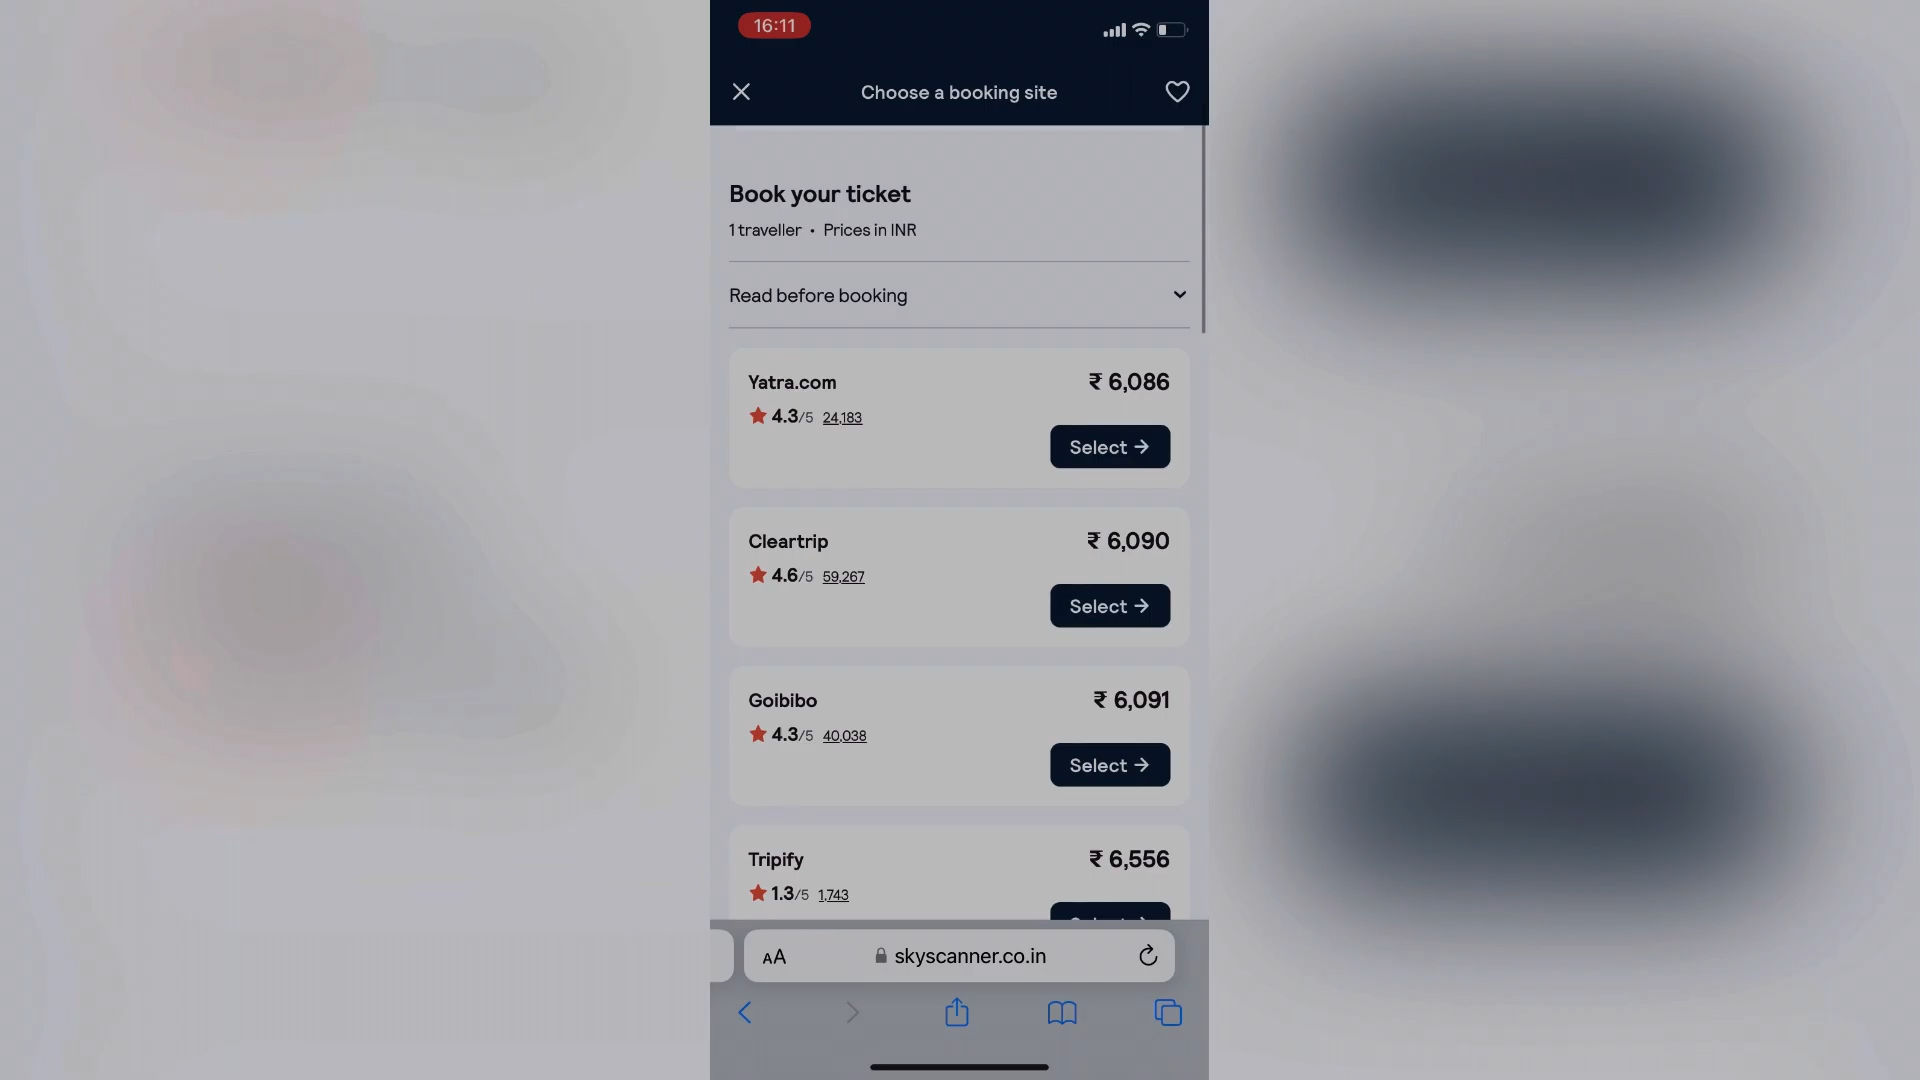 16:11
Choose a booking site
Book your ticket
1 traveller • Prices in INR
Read before booking
Yatra.com ₹ 6,086
4.3/5 24,183
Select →
Cleartrip ₹ 6,090
4.6/5 59,267
Select →
Goibibo ₹ 6,091
4.3/5 40,038
Select →
Tripify ₹ 6,556
1.3/5 1,743
AA skyscanner.co.in